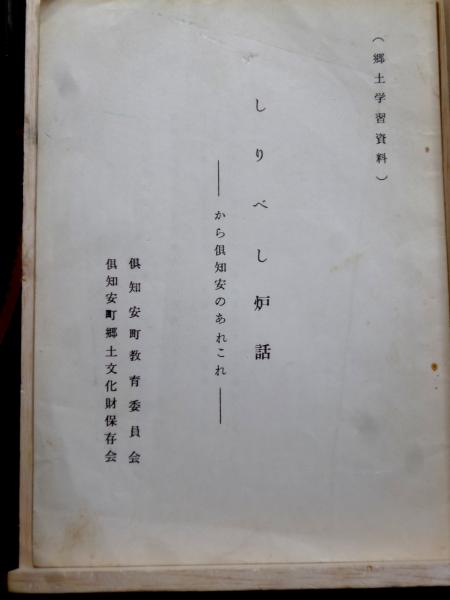 （郷土学習資料）
しりべし炉話
――から倶知安のあれこれ――
倶知安町教育委員会
倶知安町郷土文化財保存会